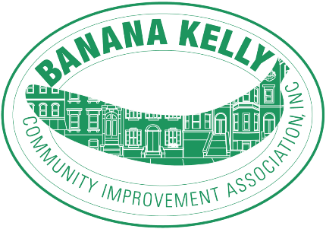 BANANA KELLY
COMMUNITY IMPROVEMENT ASSOCIATION, INC